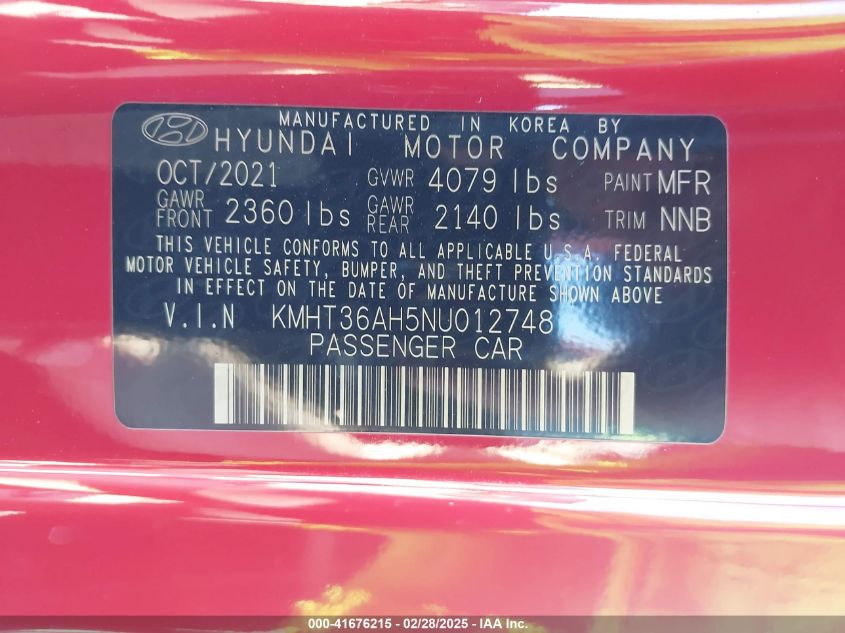 MANUFACTURED IN KOREA BY
HYUNDAI MOTOR COMPANY
OCT/2021 GVWR 4079 lbs PAINT MFR
GAWR FRONT 2360 lbs GAWR REAR 2140 lbs TRIM NNB
THIS VEHICLE CONFORMS TO ALL APPLICABLE U.S.A. FEDERAL
MOTOR VEHICLE SAFETY, BUMPER, AND THEFT PREVENTION STANDARDS
IN EFFECT ON THE DATE OF MANUFACTURE SHOWN ABOVE
V.I.N KMHT36AH5NU012748
PASSENGER CAR
000-41676215 - 02/28/2025 - IAA Inc.